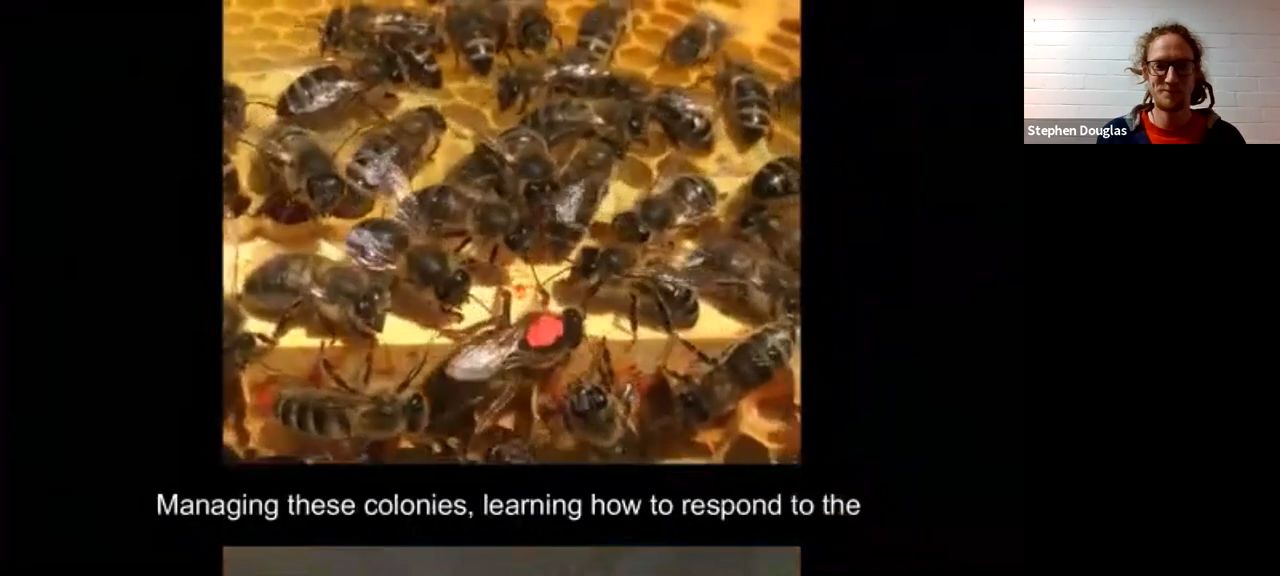 Stephen Douglas
Managing these colonies, learning how to respond to the